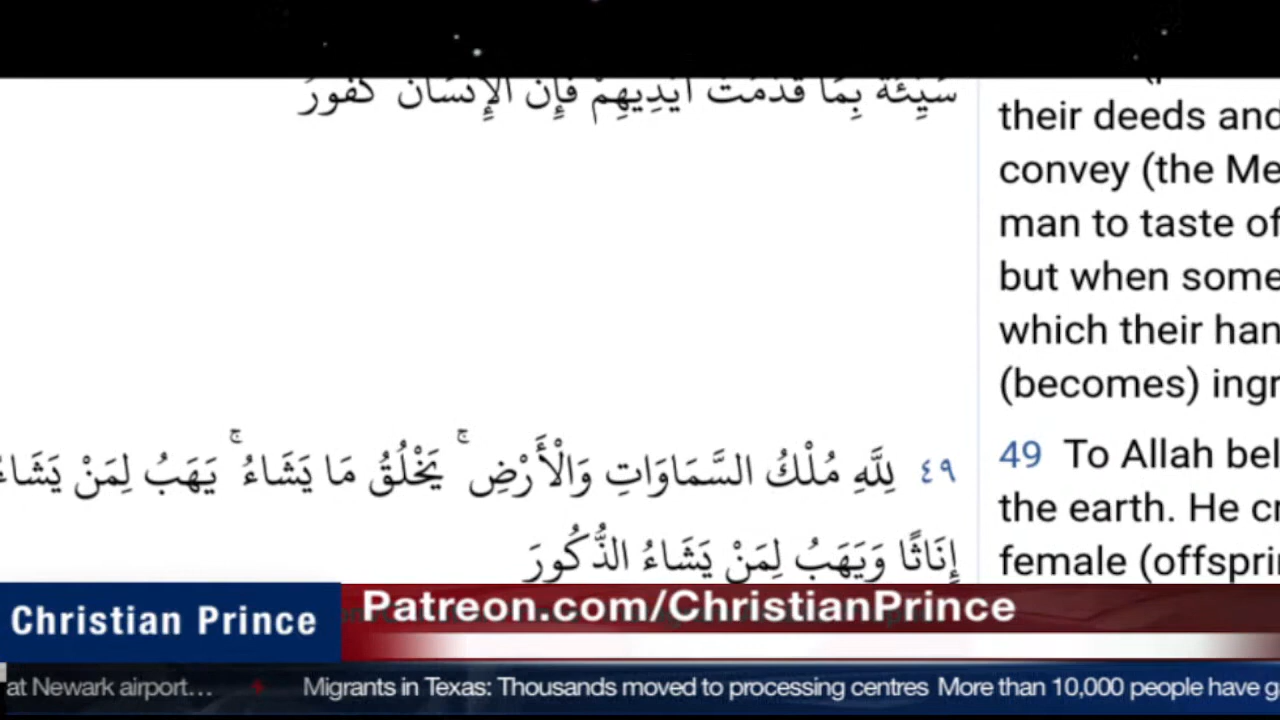 سَيِّئَةٌ بِمَا قَدَّمَتْ أَيْدِيهِمْ فَإِنَّ الْإِنْسَانَ كَفُورٌ
٤٩ لِلَّهِ مُلْكُ السَّمَاوَاتِ وَالْأَرْضِ ۚ يَخْلُقُ مَا يَشَاءُ ۚ يَهَبُ لِمَنْ يَشَاءُ
إِنَاثًا وَيَهَبُ لِمَنْ يَشَاءُ الذُّكُورَ
their deeds and
convey (the Me
man to taste of
but when some
which their han
(becomes) ingr
49 To Allah bel
the earth. He cr
female (offsprin
Christian Prince
Patreon.com/ChristianPrince
at Newark airport... Migrants in Texas: Thousands moved to processing centres More than 10,000 people have g